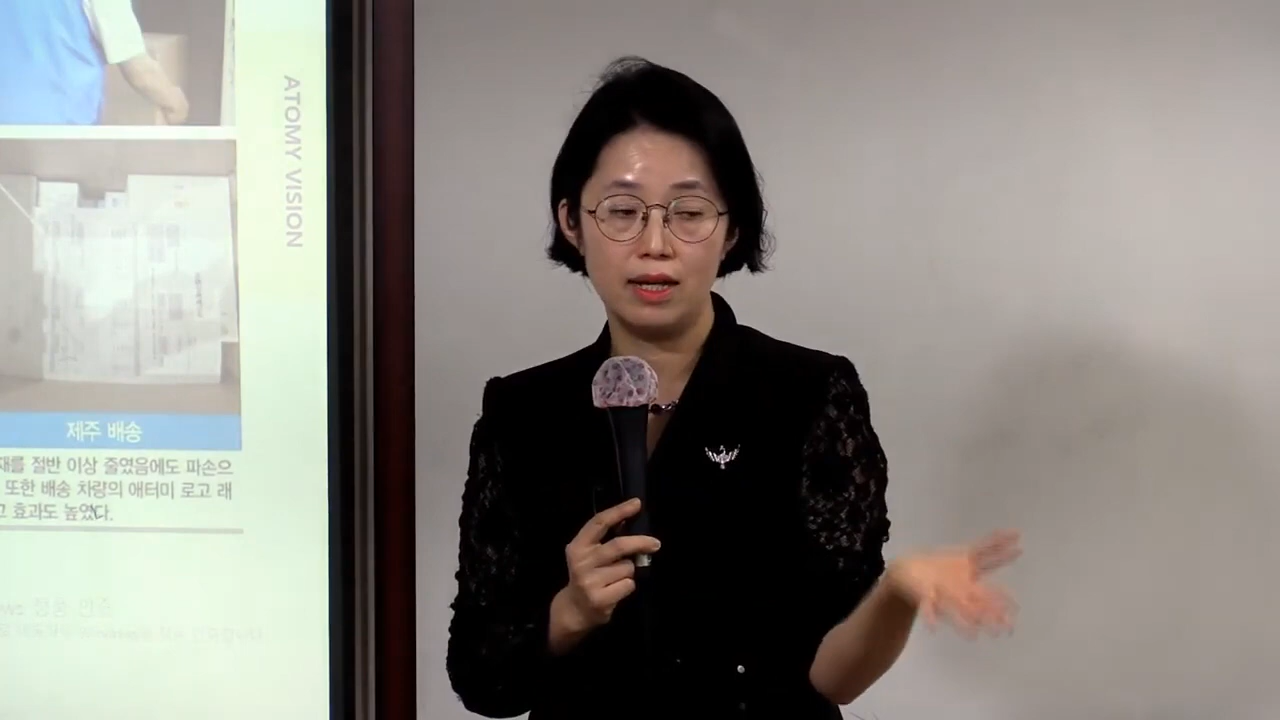 ATOMY VISION
제주 배송
재를 절반 이상 줄였음에도 파손으
또한 배송 차량의 애터미 로고 래
고 효과도 높았다.